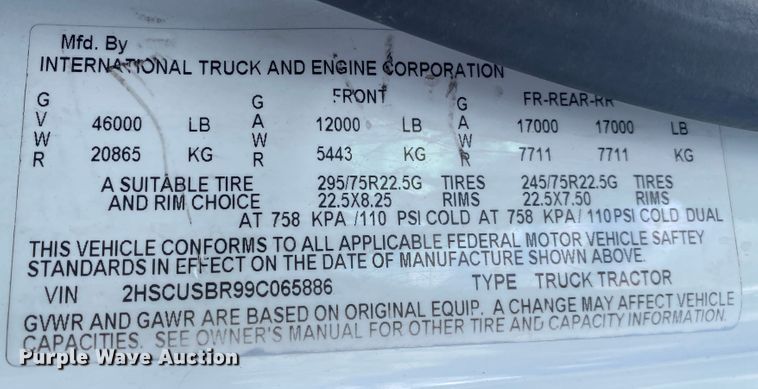 Mfd. By
INTERNATIONAL TRUCK AND ENGINE CORPORATION
GVWR 46000 LB GAWR FRONT 12000 LB GAWR FR-REAR-RR 17000 17000 LB
20865 KG 5443 KG 7711 7711 KG
A SUITABLE TIRE 295/75R22.5G TIRES 245/75R22.5G TIRES
AND RIM CHOICE 22.5X8.25 RIMS 22.5X7.50 RIMS
AT 758 KPA /110 PSI COLD AT 758 KPA/ 110 PSI COLD DUAL
THIS VEHICLE CONFORMS TO ALL APPLICABLE FEDERAL MOTOR VEHICLE SAFTEY
STANDARDS IN EFFECT ON THE DATE OF MANUFACTURE SHOWN ABOVE.
VIN 2HSCUSBR99C065886 TYPE TRUCK TRACTOR
GVWR AND GAWR ARE BASED ON ORIGINAL EQUIP. A CHANGE MAY AFFECT VEHICLE
CAPACITIES. SEE OWNER'S MANUAL FOR OTHER TIRE AND CAPACITY INFORMATION.
Purple Wave Auction